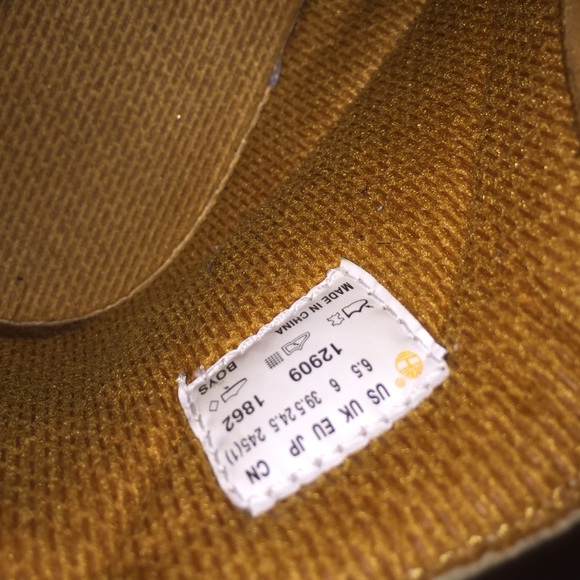 US UK EU JP CN
6.5 6 39.5 24.5 245(1)
12909 1862
BOYS
MADE IN CHINA